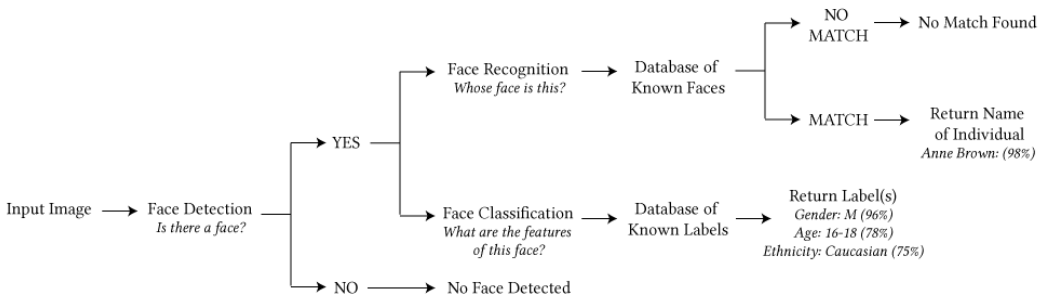 Input Image
Face Detection
Is there a face?
YES
NO
No Face Detected
Face Recognition
Whose face is this?
Database of
Known Faces
NO
MATCH
No Match Found
MATCH
Return Name
of Individual
Anne Brown: (98%)
Face Classification
What are the features
of this face?
Database of
Known Labels
Return Label(s)
Gender: M (96%)
Age: 16-18 (78%)
Ethnicity: Caucasian (75%)